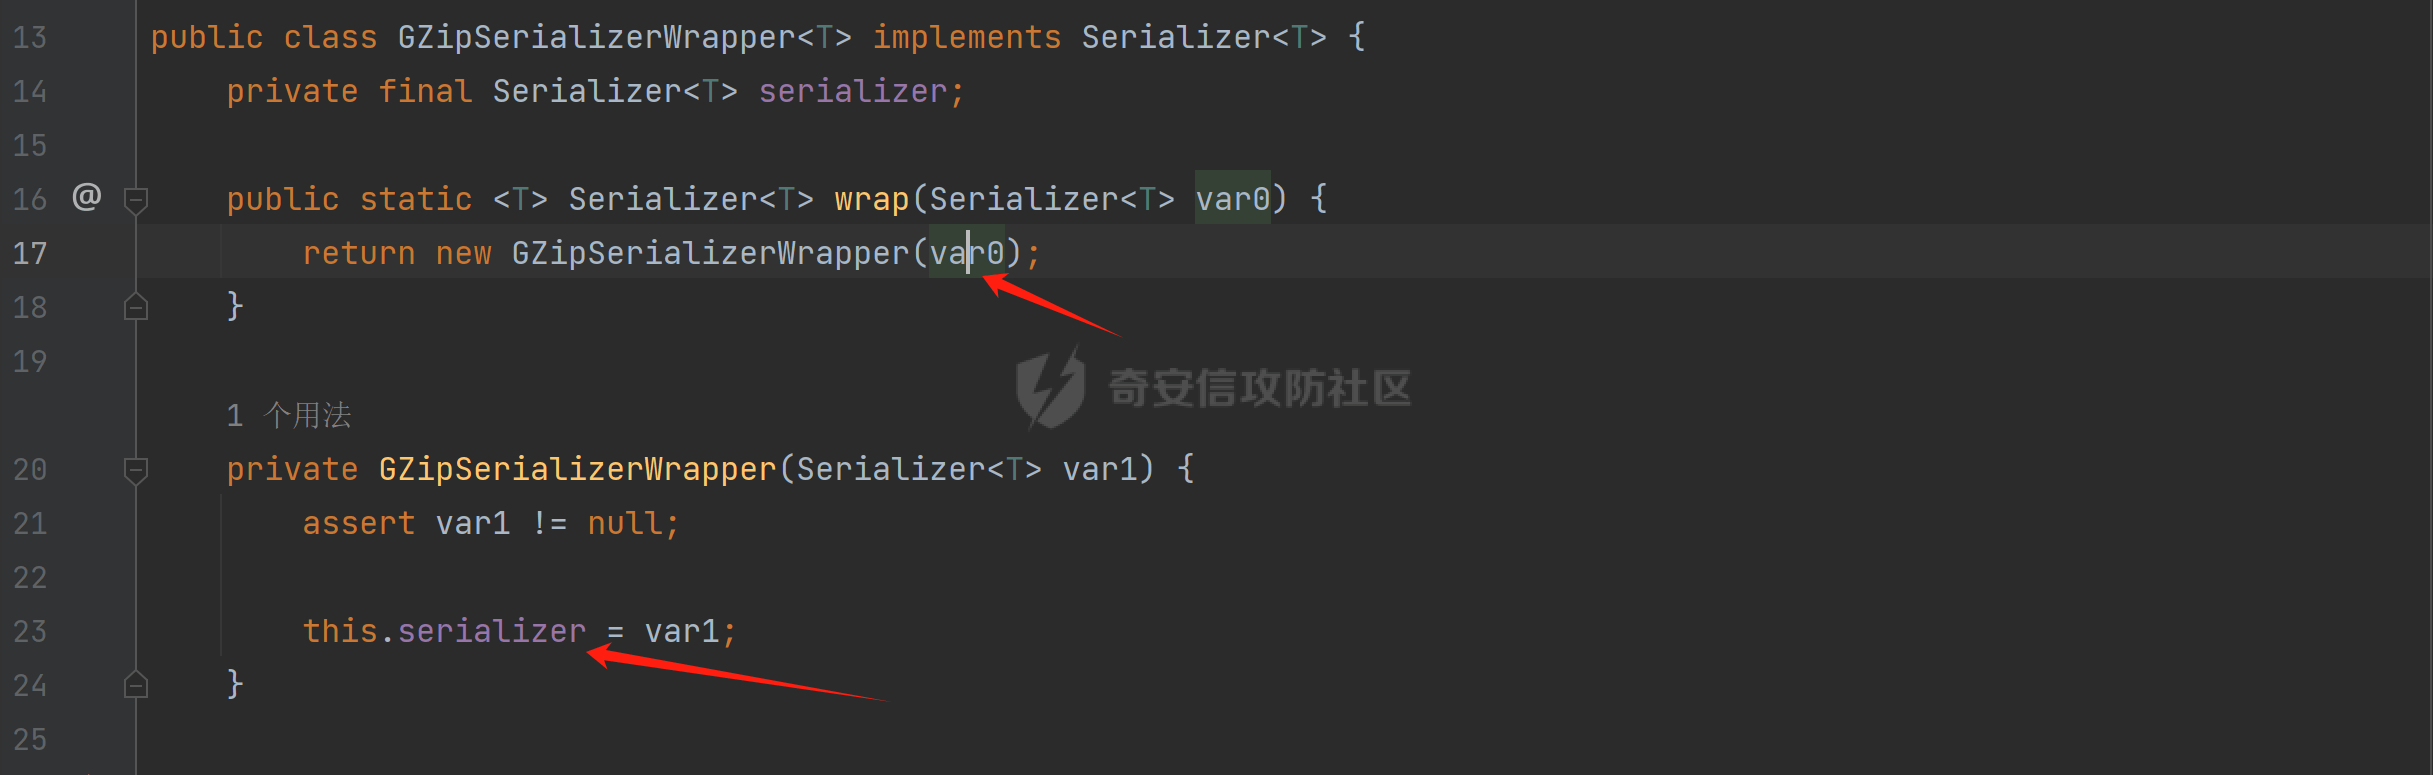 13 public class GZipSerializerWrapper<T> implements Serializer<T> {
14 private final Serializer<T> serializer;
15
16 @ public static <T> Serializer<T> wrap(Serializer<T> var0) {
17 return new GZipSerializerWrapper(var0);
18 }
19
奇安信攻防社区
1 个用法
20 private GZipSerializerWrapper(Serializer<T> var1) {
21 assert var1 != null;
22
23 this.serializer = var1;
24 }
25